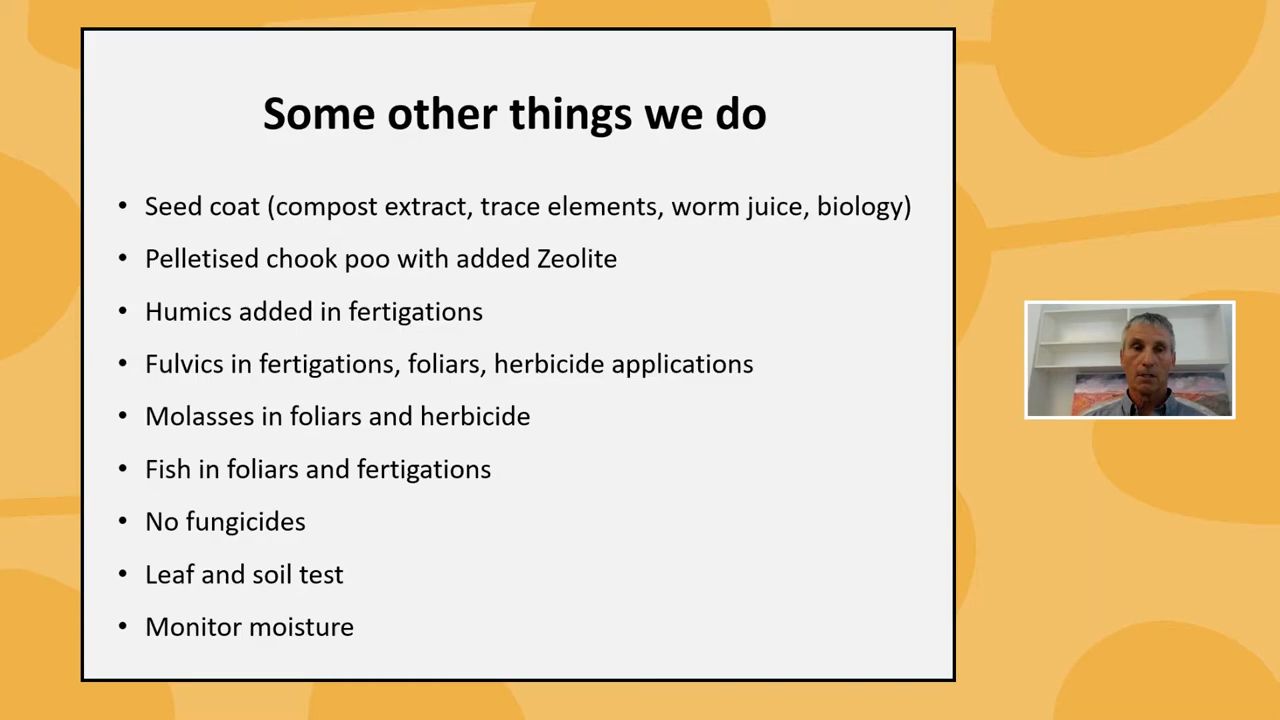 Some other things we do
• Seed coat (compost extract, trace elements, worm juice, biology)
• Pelletised chook poo with added Zeolite
• Humics added in fertigations
• Fulvics in fertigations, foliars, herbicide applications
• Molasses in foliars and herbicide
• Fish in foliars and fertigations
• No fungicides
• Leaf and soil test
• Monitor moisture